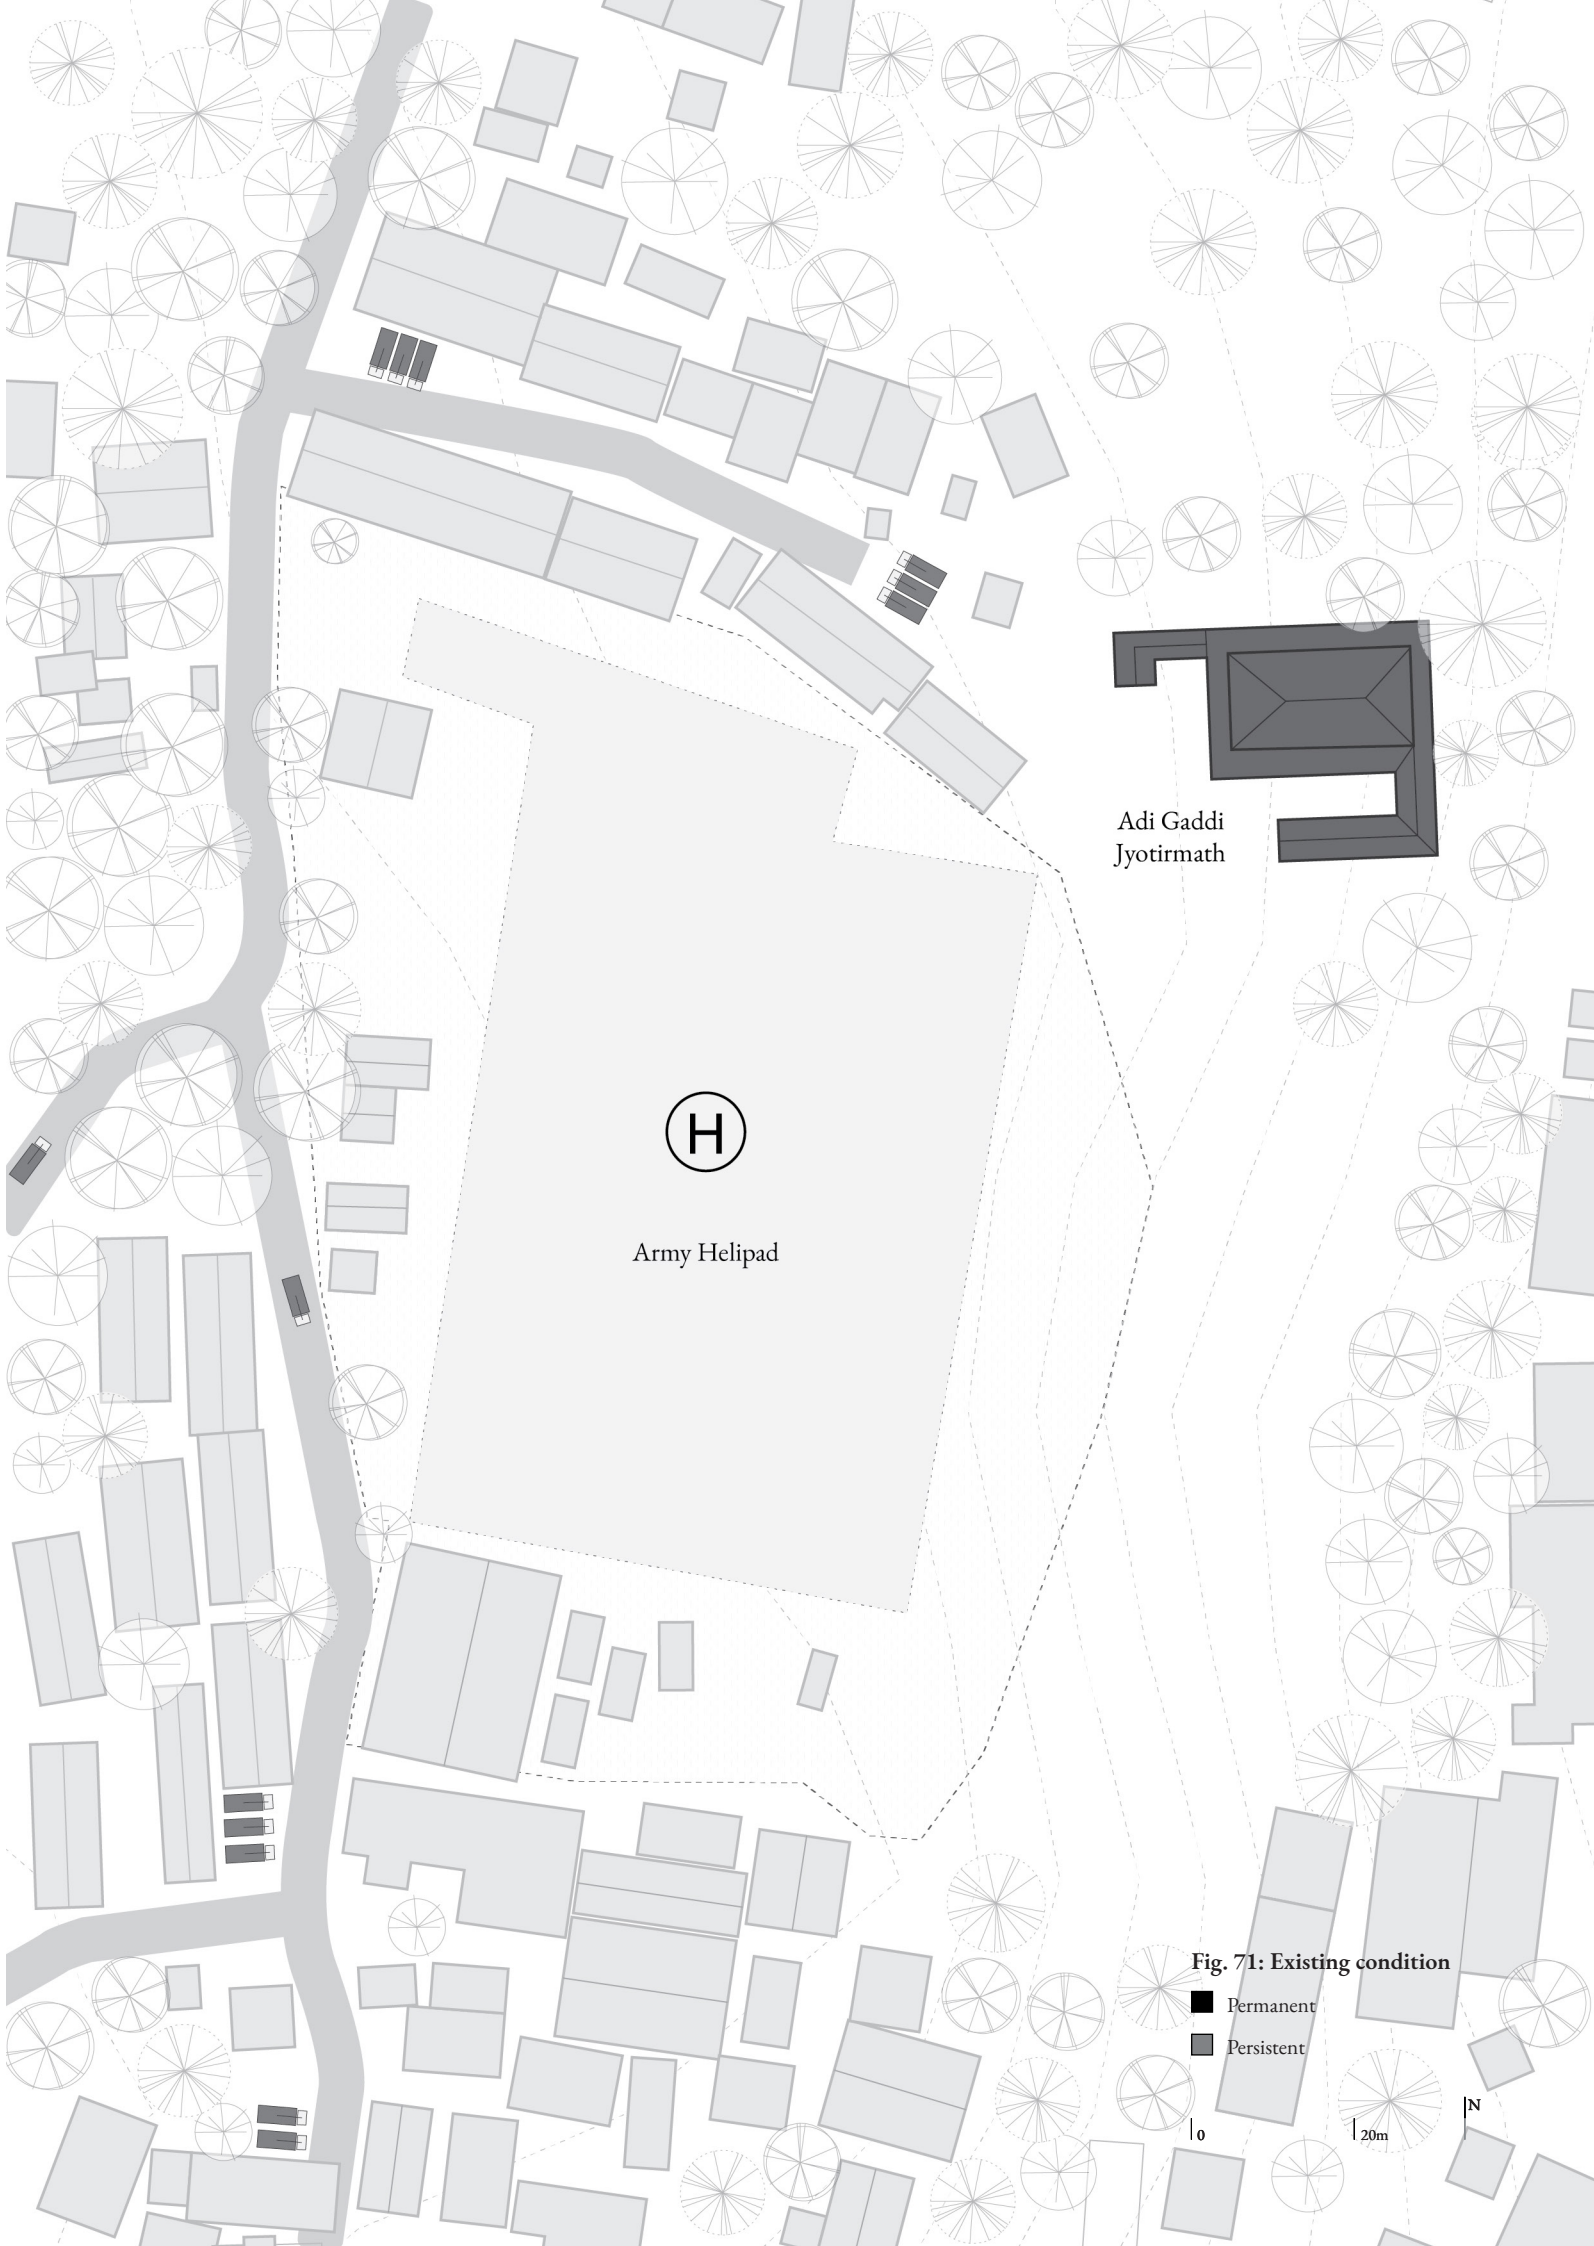 Adi Gaddi
Jyotirmath
H
Army Helipad
Fig. 71: Existing condition
Permanent
Persistent
0
20m
N